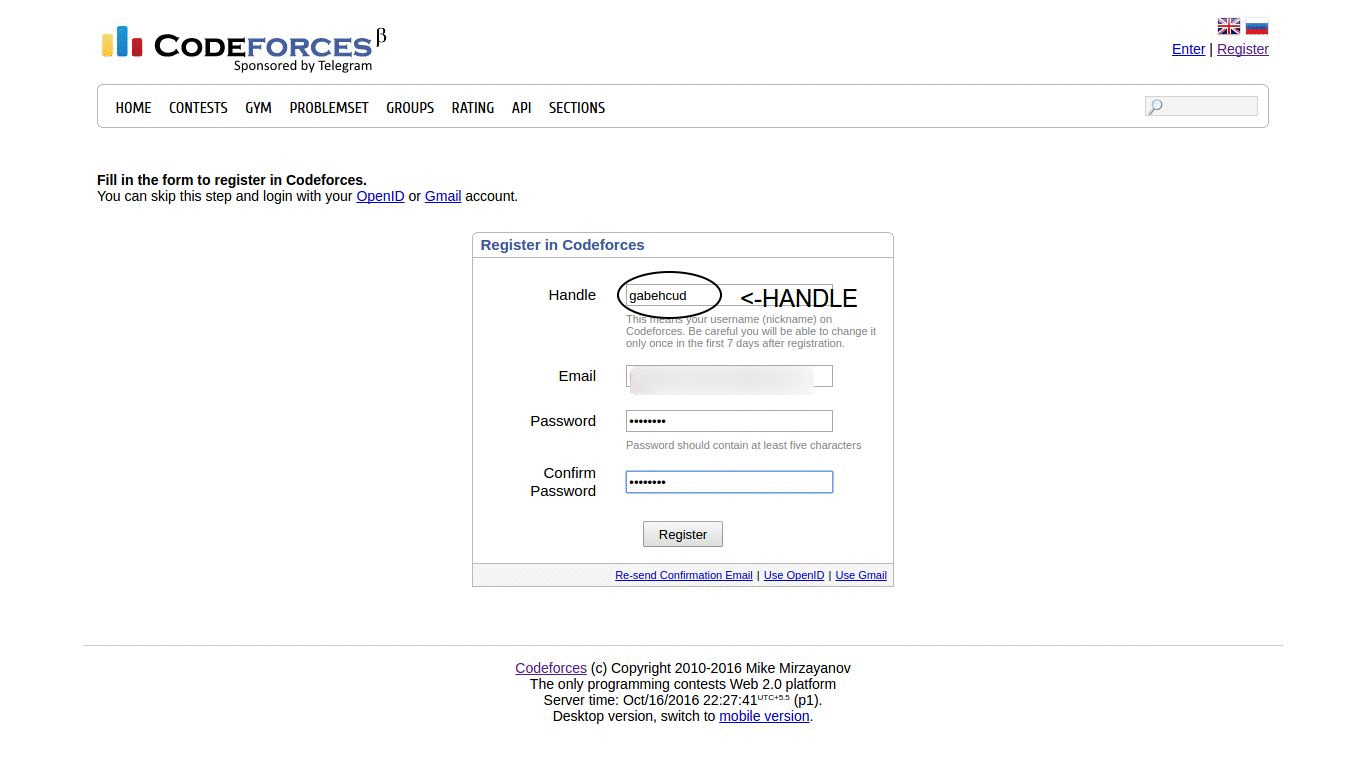 CODEFORCES β
Sponsored by Telegram
Enter | Register
HOME CONTESTS GYM PROBLEMSET GROUPS RATING API SECTIONS
Fill in the form to register in Codeforces.
You can skip this step and login with your OpenID or Gmail account.
Register in Codeforces
Handle gabehcud <-HANDLE
This means your username (nickname) on
Codeforces. Be careful you will be able to change it
only once in the first 7 days after registration.
Email
Password ••••••••
Password should contain at least five characters
Confirm
Password ••••••••
Register
Re-send Confirmation Email | Use OpenID | Use Gmail
Codeforces (c) Copyright 2010-2016 Mike Mirzayanov
The only programming contests Web 2.0 platform
Server time: Oct/16/2016 22:27:41 UTC+5.5 (p1).
Desktop version, switch to mobile version.